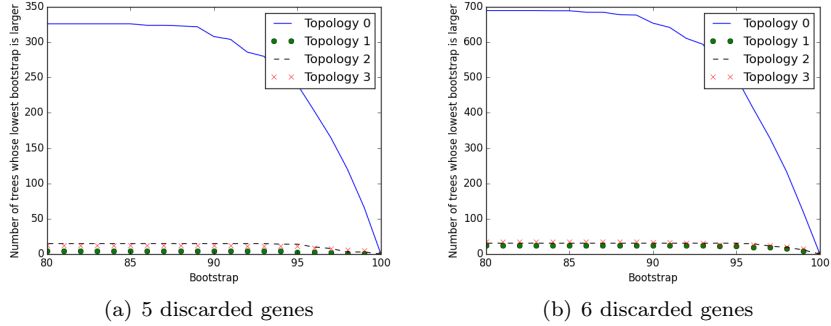 Number of trees whose lowest bootstrap is larger
350
300
250
200
150
100
50
0
80
85
90
95
100
Bootstrap
Topology 0
Topology 1
Topology 2
Topology 3
(a) 5 discarded genes
Number of trees whose lowest bootstrap is larger
700
600
500
400
300
200
100
0
80
85
90
95
100
Bootstrap
Topology 0
Topology 1
Topology 2
Topology 3
(b) 6 discarded genes